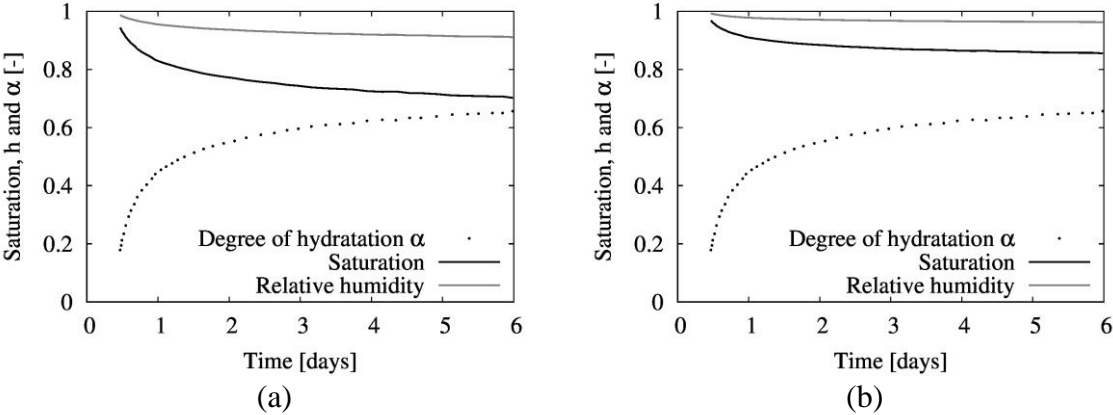 Saturation, h and α [-]
1
0.8
0.6
0.4
0.2
0
Degree of hydratation α
Saturation
Relative humidity
0 1 2 3 4 5 6
Time [days]
(a)
Saturation, h and α [-]
1
0.8
0.6
0.4
0.2
0
Degree of hydratation α
Saturation
Relative humidity
0 1 2 3 4 5 6
Time [days]
(b)